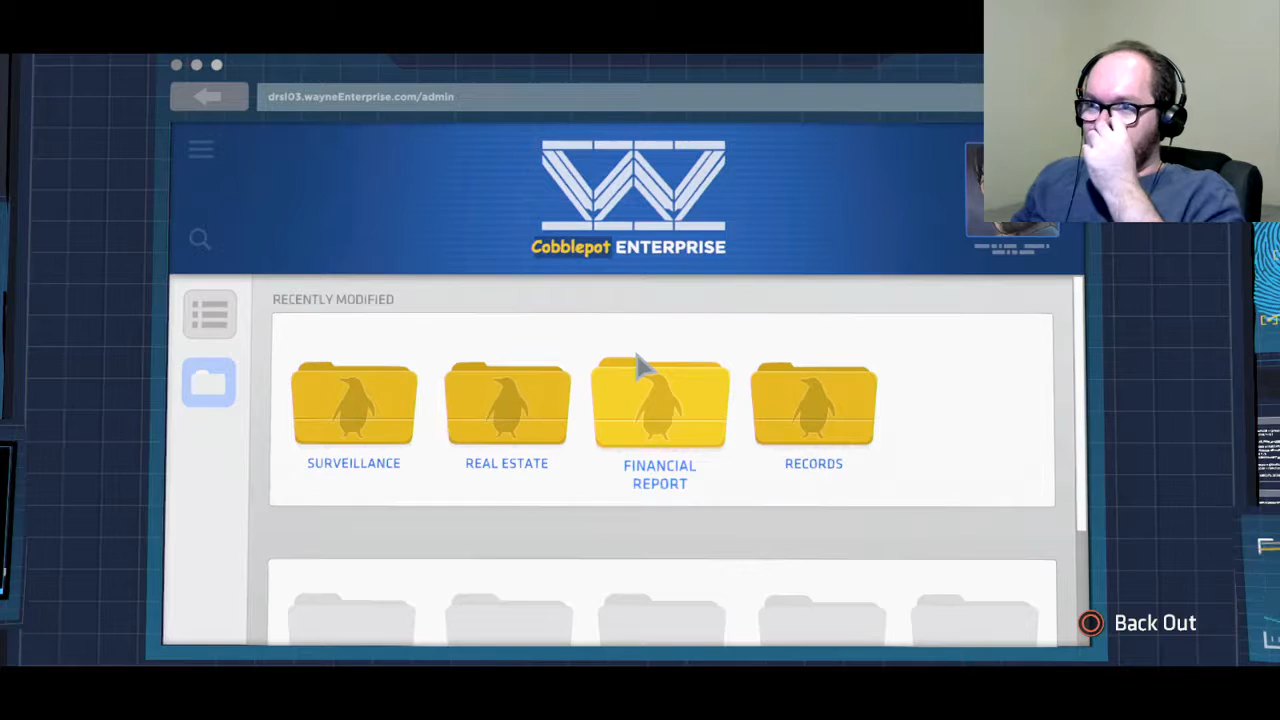 drsl03.wayneEnterprise.com/admin
Cobblepot ENTERPRISE
RECENTLY MODIFIED
SURVEILLANCE
REAL ESTATE
FINANCIAL
REPORT
RECORDS
Back Out